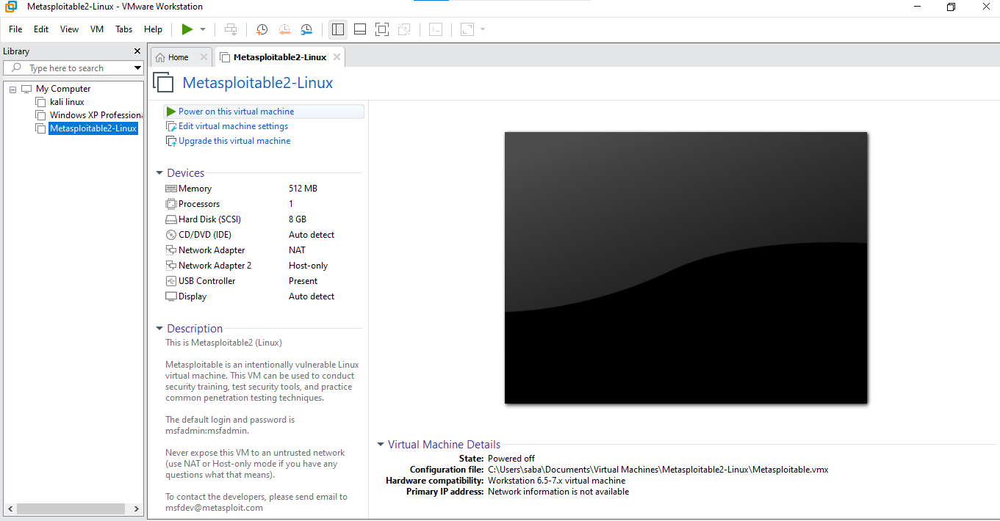 Metasploitable2-Linux - VMware Workstation
File Edit View VM Tabs Help
Library
Type here to search
My Computer
kali linux
Windows XP Professiona
Metasploitable2-Linux
Home
Metasploitable2-Linux
Metasploitable2-Linux
Power on this virtual machine
Edit virtual machine settings
Upgrade this virtual machine
Devices
Memory 512 MB
Processors 1
Hard Disk (SCSI) 8 GB
CD/DVD (IDE) Auto detect
Network Adapter NAT
Network Adapter 2 Host-only
USB Controller Present
Display Auto detect
Description
This is Metasploitable2 (Linux)
Metasploitable is an intentionally vulnerable Linux
virtual machine. This VM can be used to conduct
security training, test security tools, and practice
common penetration testing techniques.
The default login and password is
msfadmin:msfadmin.
Never expose this VM to an untrusted network
(use NAT or Host-only mode if you have any
questions what that means).
To contact the developers, please send email to
msfdev@metasploit.com
Virtual Machine Details
State: Powered off
Configuration file: C:\Users\saba\Documents\Virtual Machines\Metasploitable2-Linux\Metasploitable.vmx
Hardware compatibility: Workstation 6.5-7.x virtual machine
Primary IP address: Network information is not available